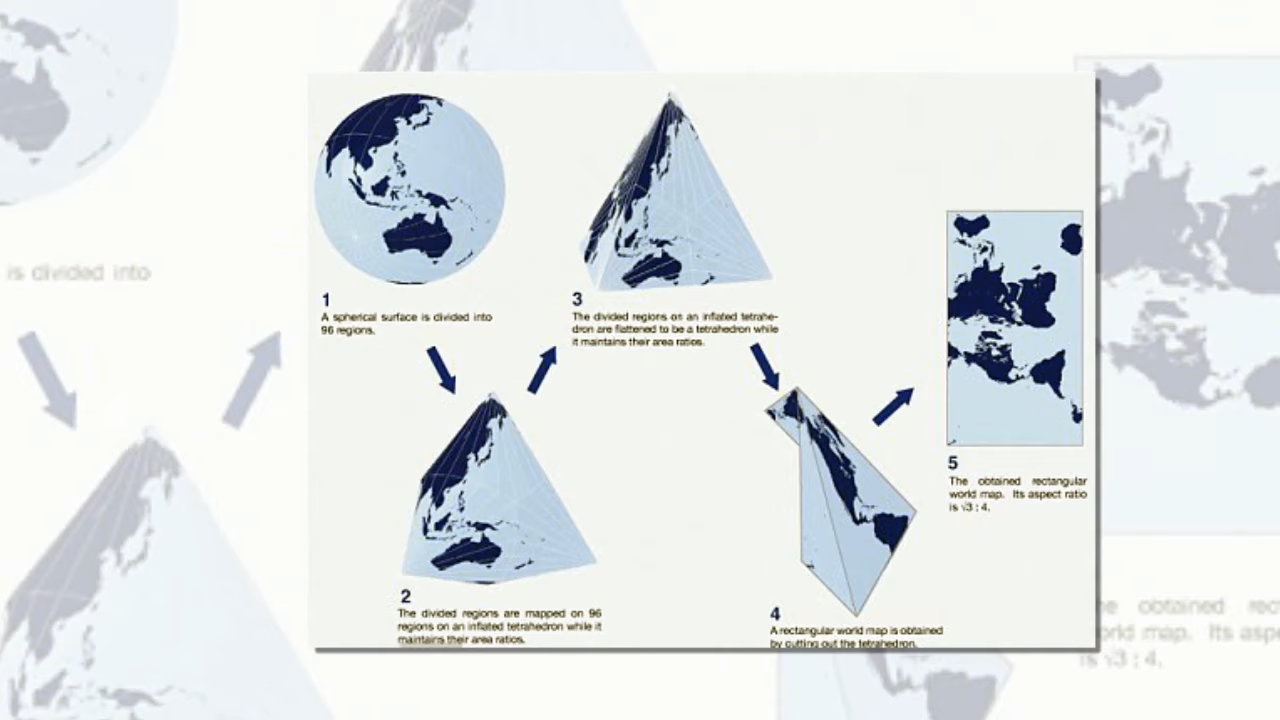 1
A spherical surface is divided into
96 regions.
2
The divided regions are mapped on 96
regions on an inflated tetrahedron while it
maintains their area ratios.
3
The divided regions on an inflated tetrahe-
dron are flattened to be a tetrahedron while
it maintains their area ratios.
4
A rectangular world map is obtained
by cutting out the tetrahedron.
5
The obtained rectangular
world map. Its aspect ratio
is √3 : 4.
is divided into
he obtained rec
orld map. Its aspe
is √3 : 4.